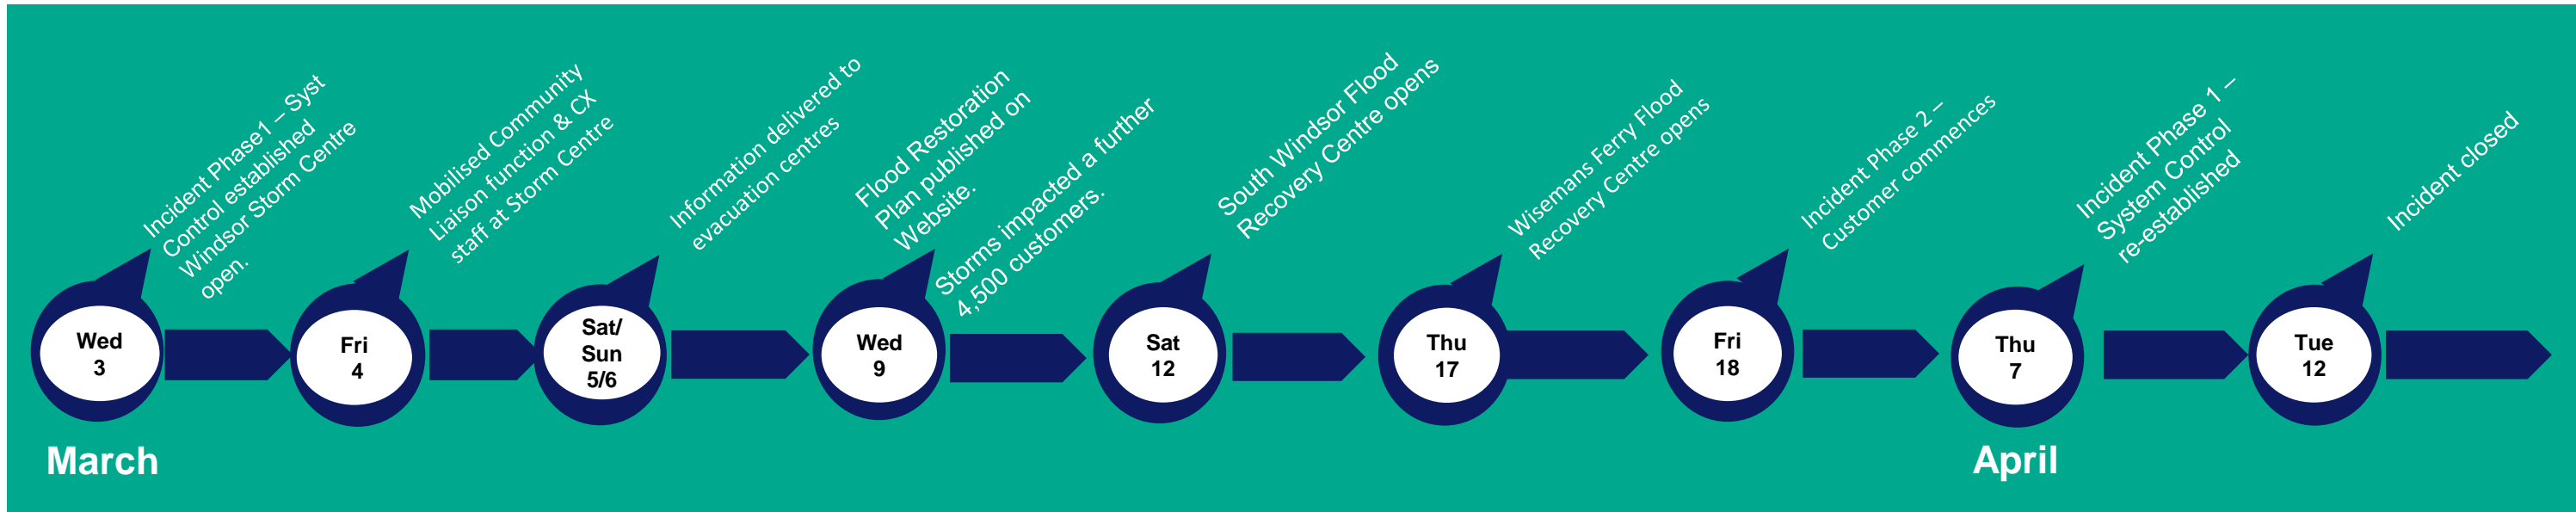 Incident Phase1 – Syst
Control established
Windsor Storm Centre
open.
Mobilised Community
Liaison function & CX
staff at Storm Centre
Information delivered to
evacuation centres
Flood Restoration
Plan published on
Website.
Storms impacted a further
4,500 customers.
South Windsor Flood
Recovery Centre opens
Wisemans Ferry Flood
Recovery Centre opens
Incident Phase 2 –
Customer commences
Incident Phase 1 –
System Control
re-established
Incident closed
Wed
3
Fri
4
Sat/
Sun
5/6
Wed
9
Sat
12
Thu
17
Fri
18
Thu
7
Tue
12
March
April